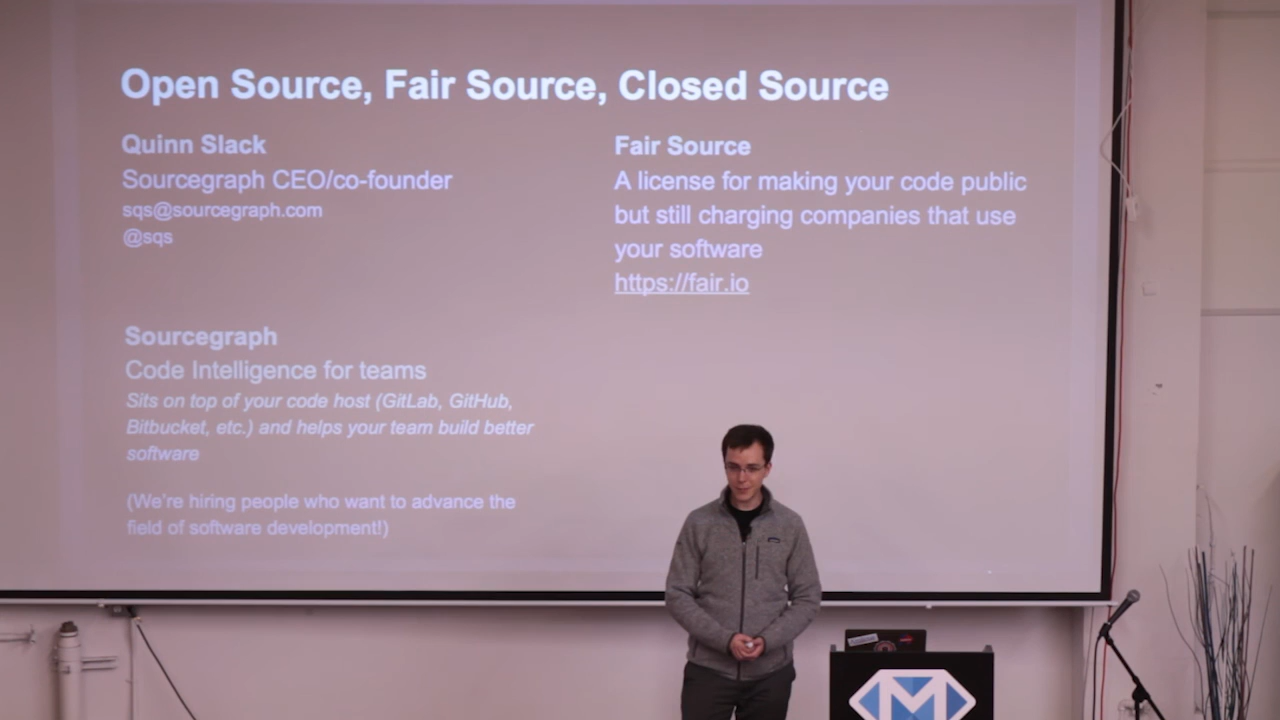 Open Source, Fair Source, Closed Source
Quinn Slack
Sourcegraph CEO/co-founder
sqs@sourcegraph.com
@sqs
Sourcegraph
Code Intelligence for teams
Sits on top of your code host (GitLab, GitHub,
Bitbucket, etc.) and helps your team build better
software
(We're hiring people who want to advance the
field of software development!)
Fair Source
A license for making your code public
but still charging companies that use
your software
https://fair.io
M